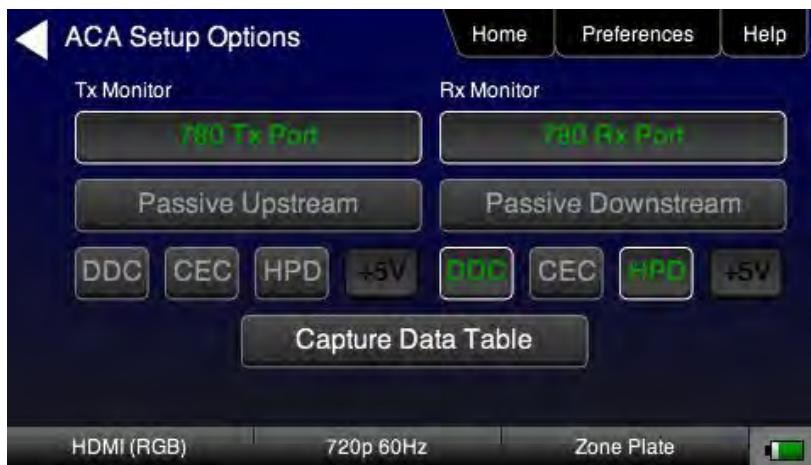 ACA Setup Options Home Preferences Help
Tx Monitor Rx Monitor
780 Tx Port 780 Rx Port
Passive Upstream Passive Downstream
DDC CEC HPD +5V DDC CEC HPD +5V
Capture Data Table
HDMI (RGB) 720p 60Hz Zone Plate